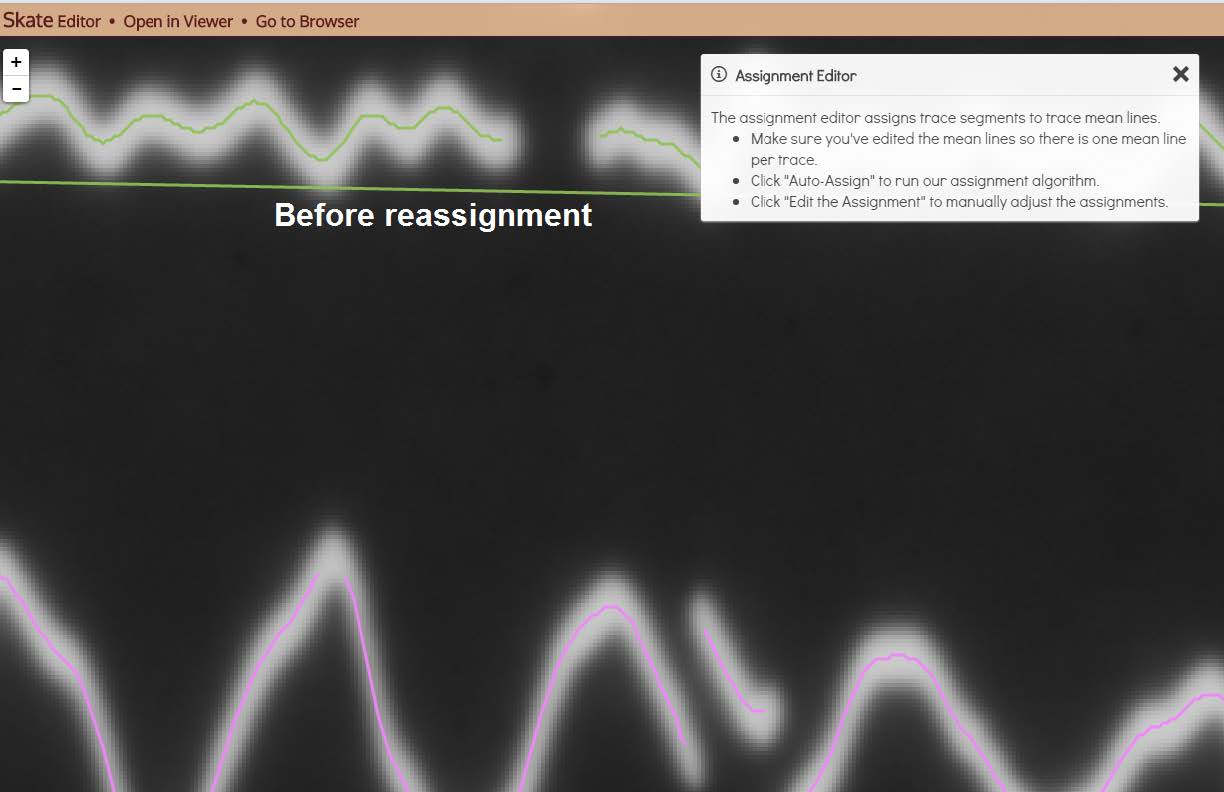 Skate Editor • Open in Viewer • Go to Browser
+
−
Assignment Editor
The assignment editor assigns trace segments to trace mean lines.
• Make sure you've edited the mean lines so there is one mean line
per trace.
• Click "Auto-Assign" to run our assignment algorithm.
• Click "Edit the Assignment" to manually adjust the assignments.
Before reassignment